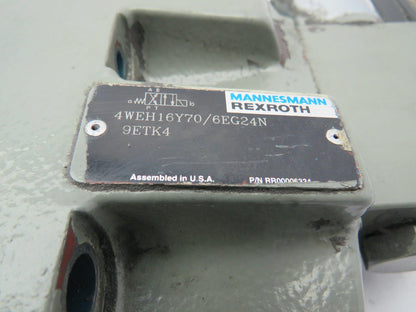 A B
a b
P T
MANNESMANN
REXROTH
4WEH16Y70/6EG24N
9ETK4
Assembled in U.S.A. P/N